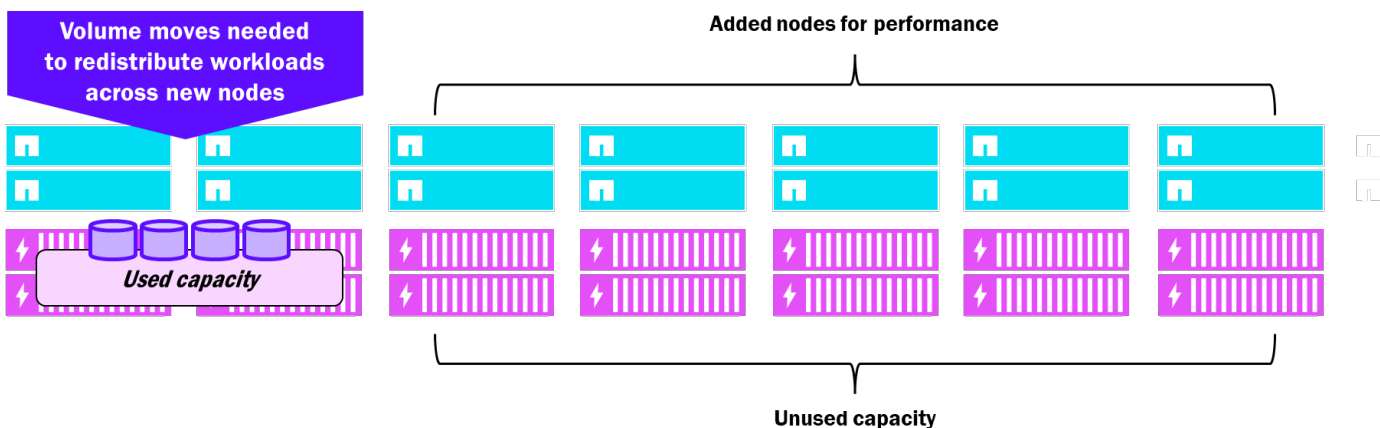 Volume moves needed
to redistribute workloads
across new nodes
Added nodes for performance
Used capacity
Unused capacity